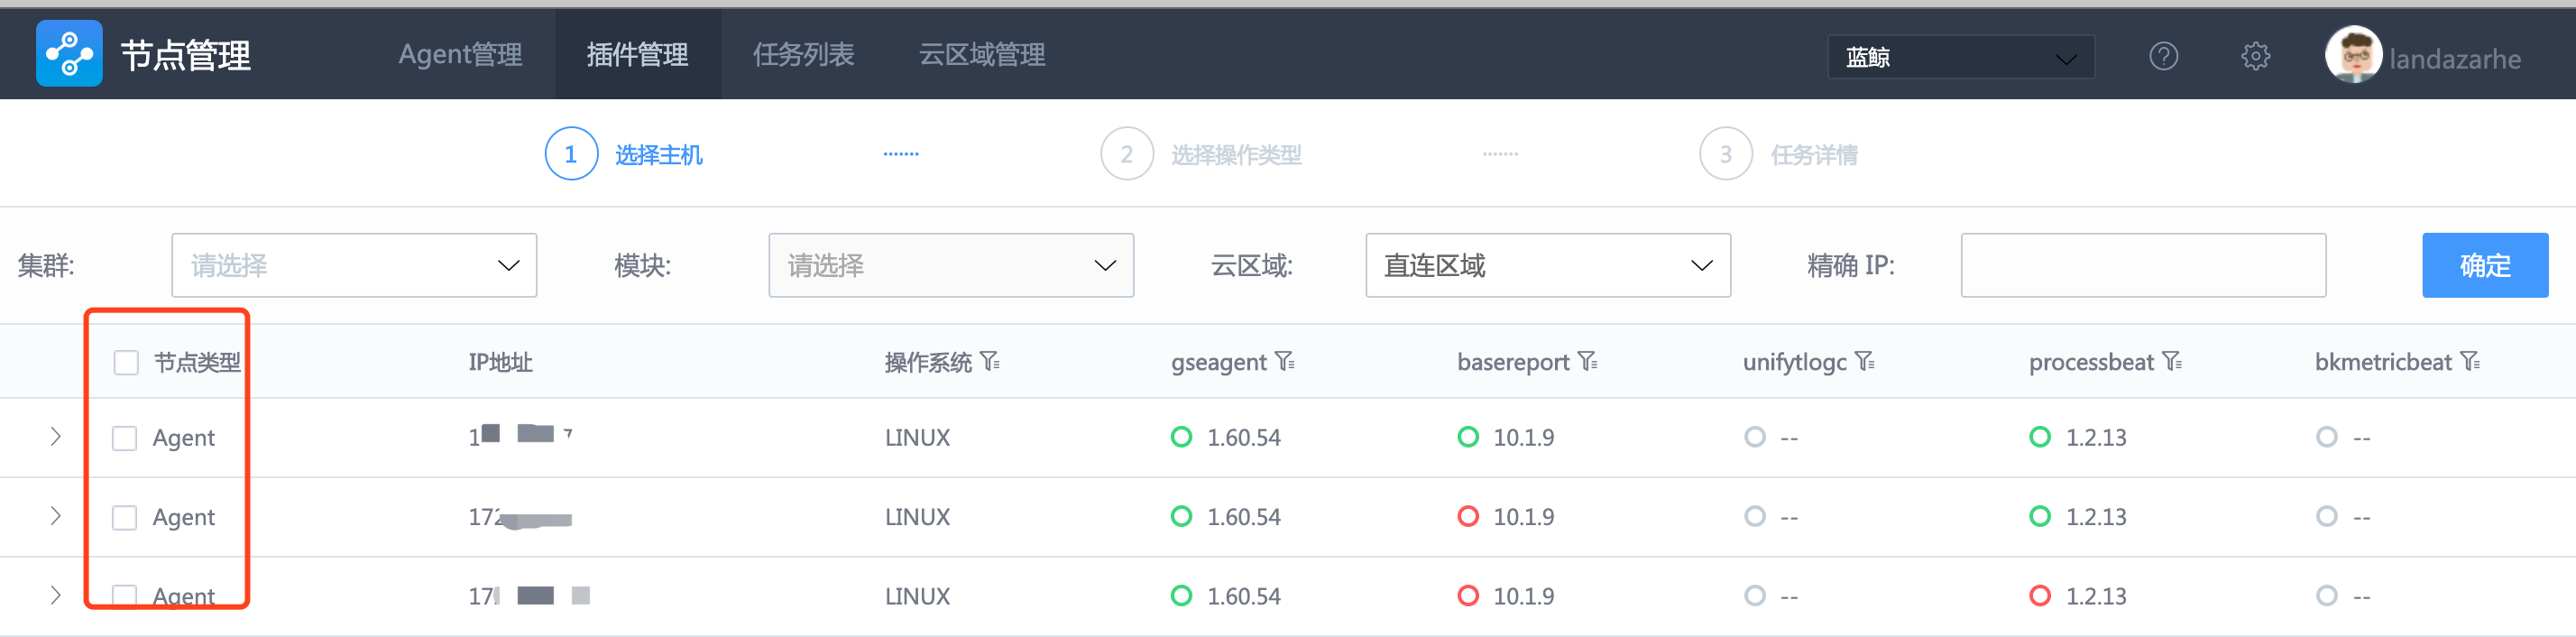 节点管理 Agent管理 插件管理 任务列表 云区域管理 蓝鲸 landazarhe
1 选择主机 2 选择操作类型 3 任务详情
集群: 请选择 模块: 请选择 云区域: 直连区域 精确 IP: 确定
节点类型 IP地址 操作系统 gseagent basereport unifytlogc processbeat bkmetricbeat
Agent LINUX 1.60.54 10.1.9 -- 1.2.13 --
Agent LINUX 1.60.54 10.1.9 -- 1.2.13 --
Agent LINUX 1.60.54 10.1.9 -- 1.2.13 --